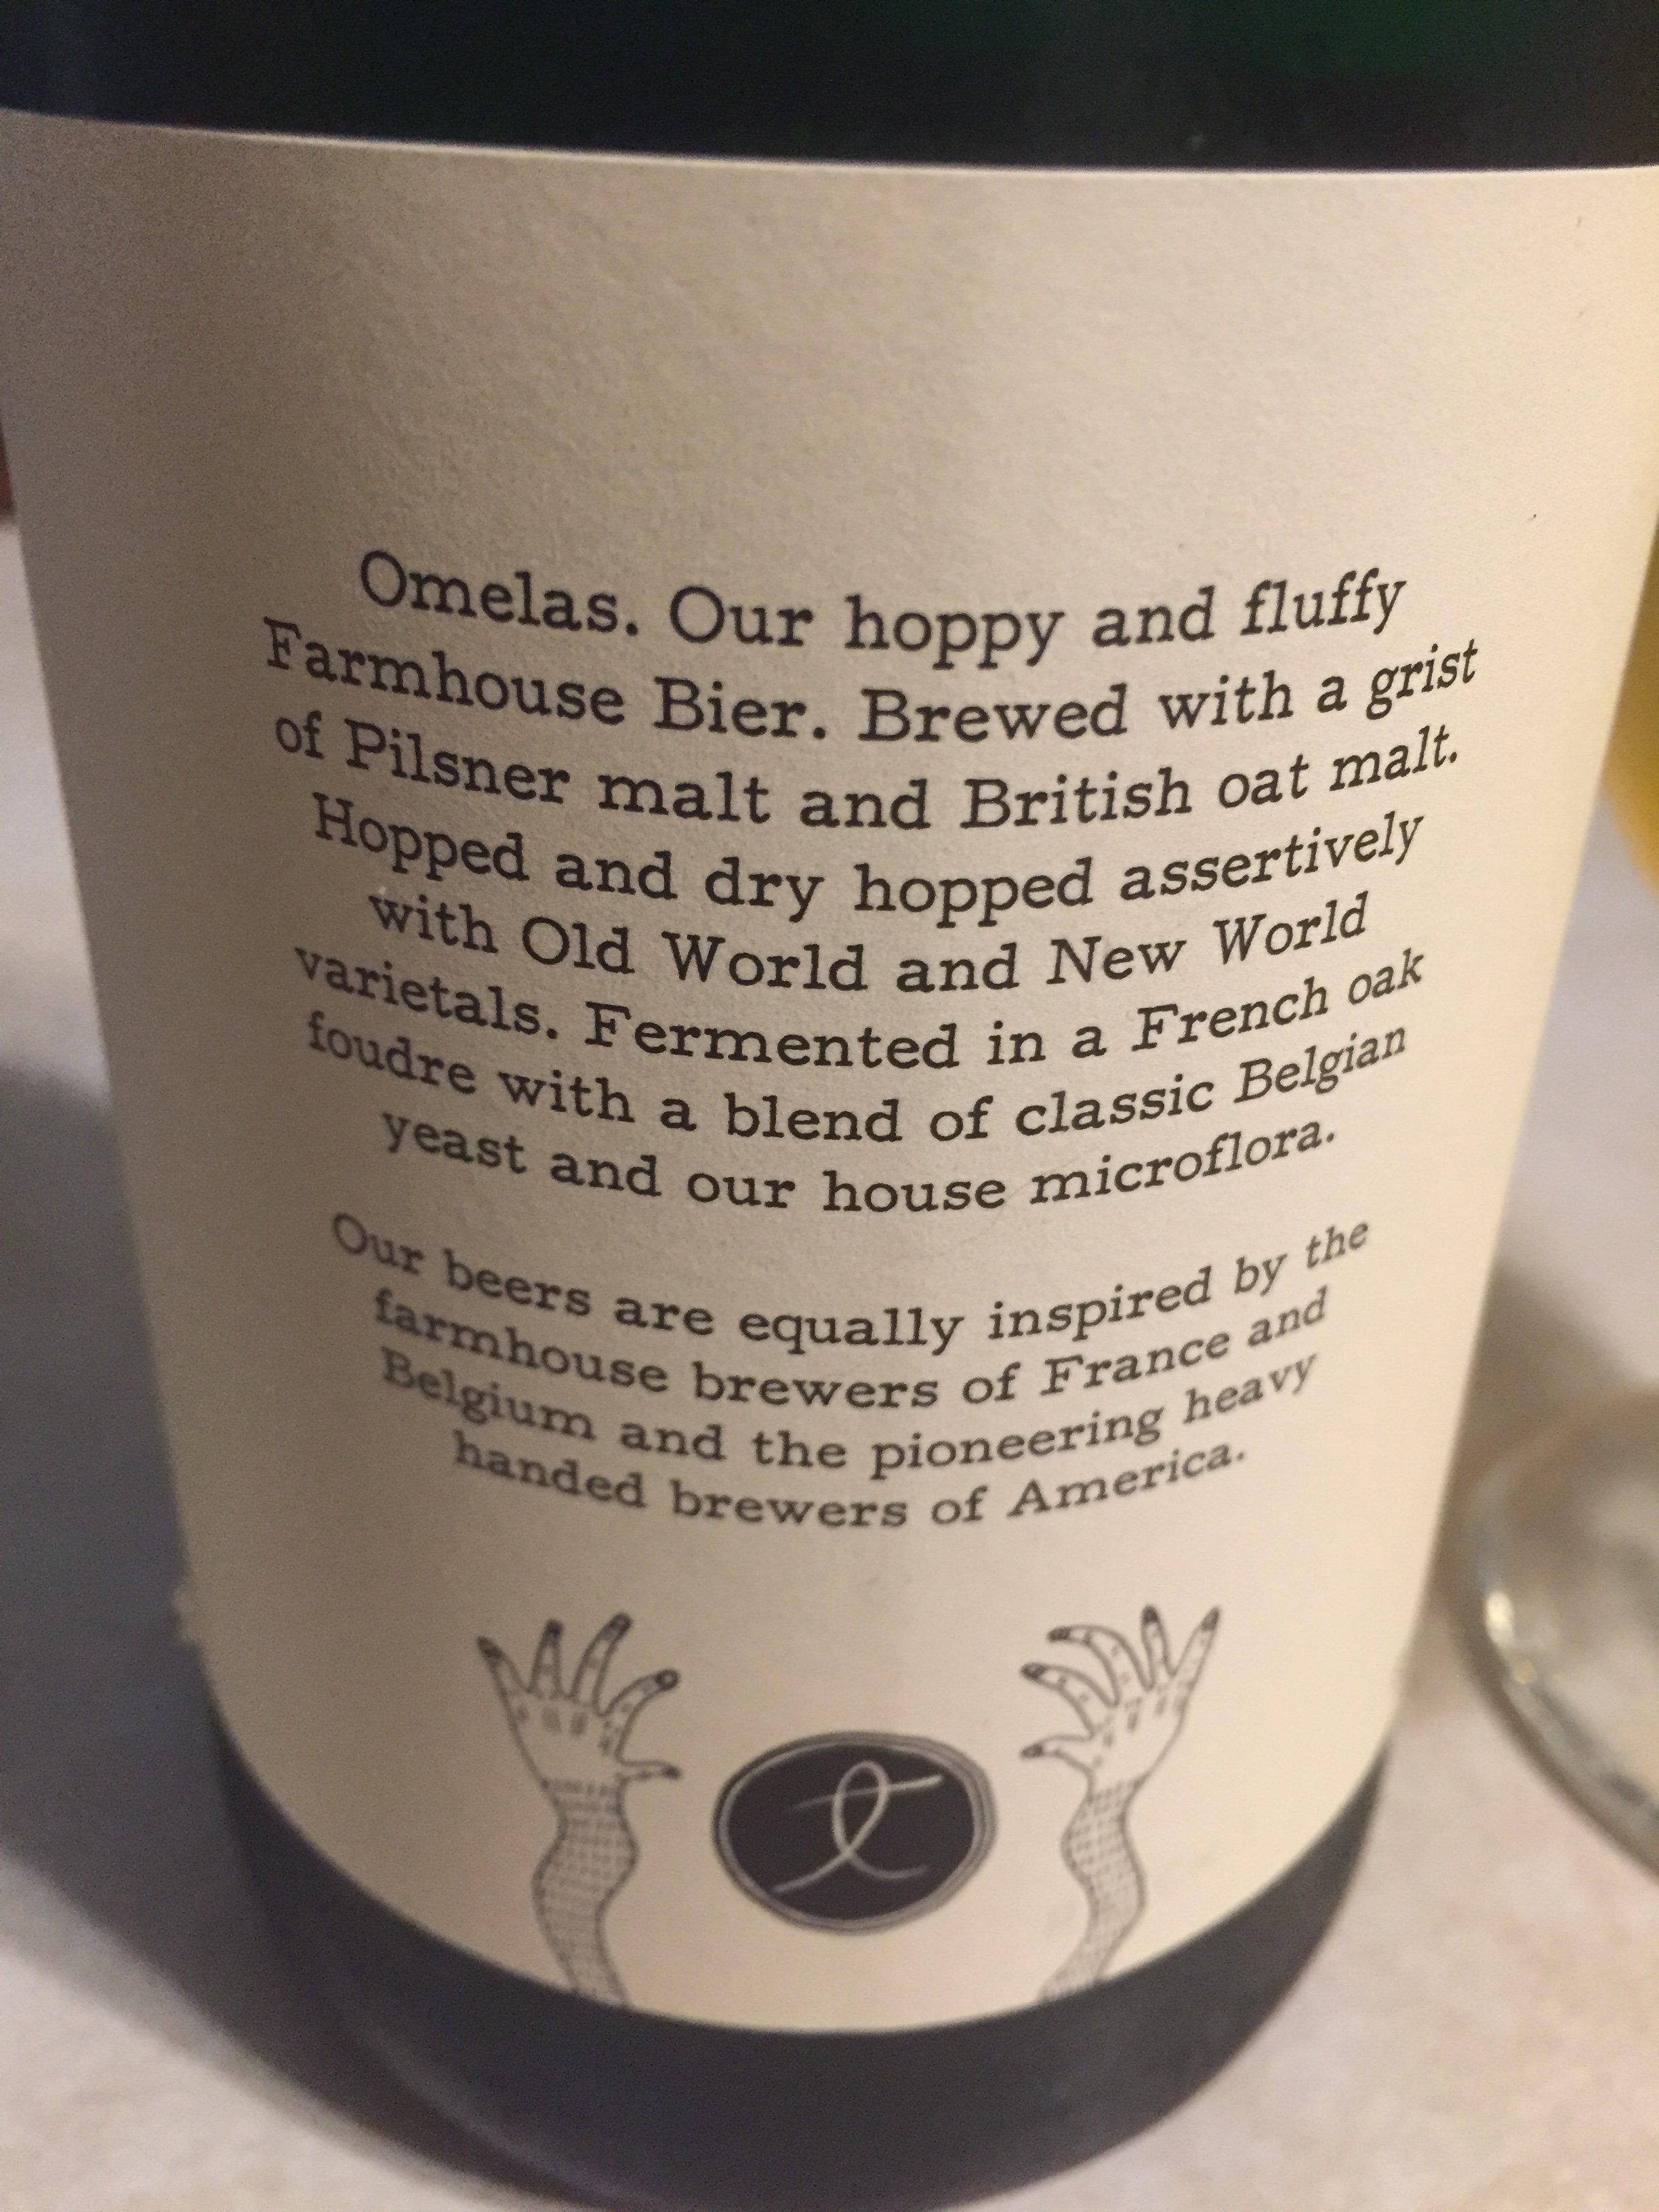 Omelas. Our hoppy and fluffy
Farmhouse Bier. Brewed with a grist
of Pilsner malt and British oat malt.
Hopped and dry hopped assertively
with Old World and New World
varietals. Fermented in a French oak
foudre with a blend of classic Belgian
yeast and our house microflora.
Our beers are equally inspired by the
farmhouse brewers of France and
Belgium and the pioneering heavy
handed brewers of America.